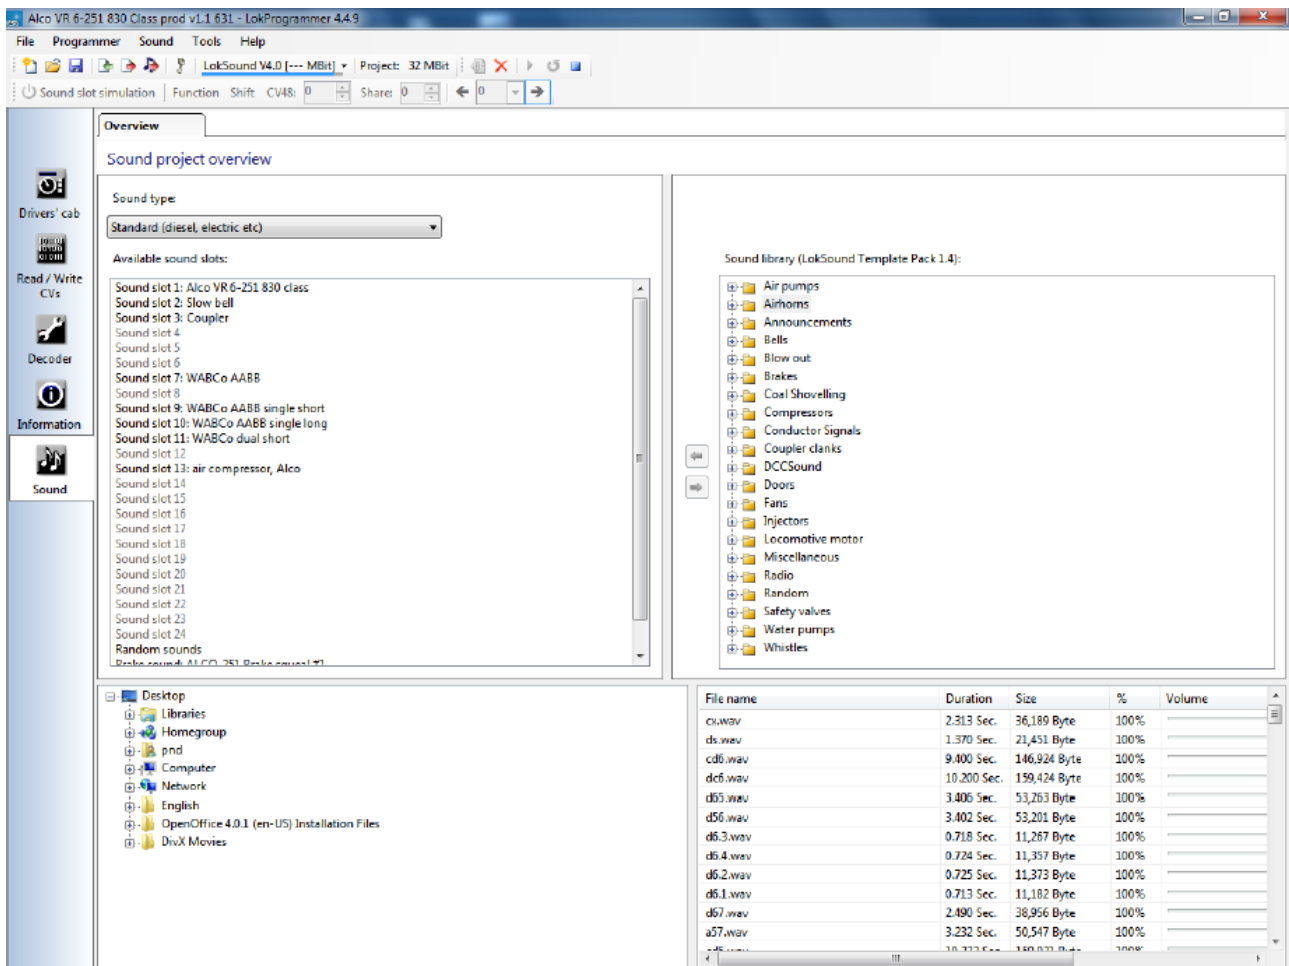 Alco VR 6-251 830 Class prod v1.1 631 - LokProgrammer 4.4.9
File Programmer Sound Tools Help
LokSound V4.0 [--- MBit] Project: 32 MBit
Sound slot simulation Function Shift CV48: 0 Share: 0 0
Overview
Sound project overview
Drivers' cab
Read / Write
CVs
Decoder
Information
Sound
Sound type:
Standard (diesel, electric etc)
Available sound slots:
Sound slot 1: Alco VR 6-251 830 class
Sound slot 2: Slow bell
Sound slot 3: Coupler
Sound slot 4
Sound slot 5
Sound slot 6
Sound slot 7: WABCo AABB
Sound slot 8
Sound slot 9: WABCo AABB single short
Sound slot 10: WABCo AABB single long
Sound slot 11: WABCo dual short
Sound slot 12
Sound slot 13: air compressor, Alco
Sound slot 14
Sound slot 15
Sound slot 16
Sound slot 17
Sound slot 18
Sound slot 19
Sound slot 20
Sound slot 21
Sound slot 22
Sound slot 23
Sound slot 24
Random sounds
Brake sound: ALCO 251 Brake squeal
Sound library (LokSound Template Pack 1.4):
Air pumps
Airhorns
Announcements
Bells
Blow out
Brakes
Coal Shovelling
Compressors
Conductor Signals
Coupler clanks
DCCSound
Doors
Fans
Injectors
Locomotive motor
Miscellaneous
Radio
Random
Safety valves
Water pumps
Whistles
Desktop
Libraries
Homegroup
pnd
Computer
Network
English
OpenOffice 4.0.1 (en-US) Installation Files
DivX Movies
File name Duration Size % Volume
cx.wav 2.313 Sec. 36,189 Byte 100%
ds.wav 1.370 Sec. 21,451 Byte 100%
cd6.wav 9.400 Sec. 146,924 Byte 100%
dc6.wav 10.200 Sec. 159,424 Byte 100%
d65.wav 3.406 Sec. 53,263 Byte 100%
d56.wav 3.402 Sec. 53,201 Byte 100%
d6.3.wav 0.718 Sec. 11,267 Byte 100%
d6.4.wav 0.724 Sec. 11,357 Byte 100%
d6.2.wav 0.725 Sec. 11,373 Byte 100%
d6.1.wav 0.713 Sec. 11,182 Byte 100%
d67.wav 2.490 Sec. 38,956 Byte 100%
a57.wav 3.232 Sec. 50,547 Byte 100%